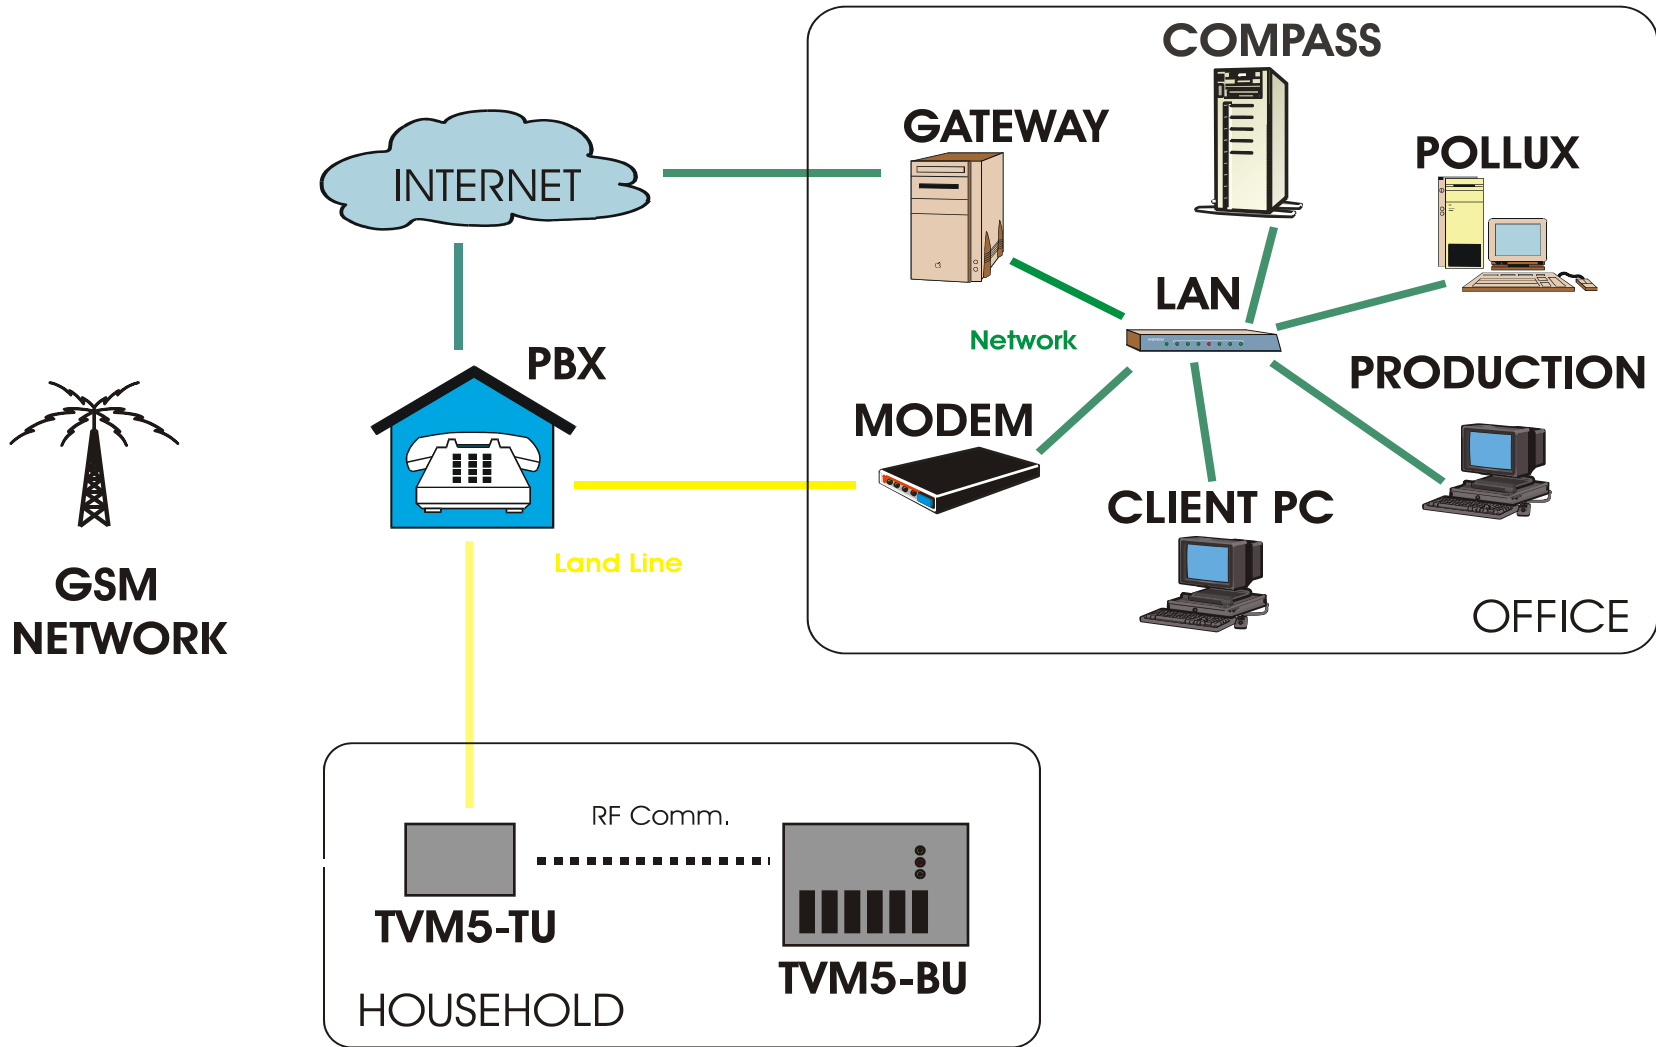 COMPASS
GATEWAY
POLLUX
INTERNET
LAN
Network
PBX
PRODUCTION
MODEM
CLIENT PC
Land Line
GSM
NETWORK
OFFICE
RF Comm.
TVM5-TU
TVM5-BU
HOUSEHOLD